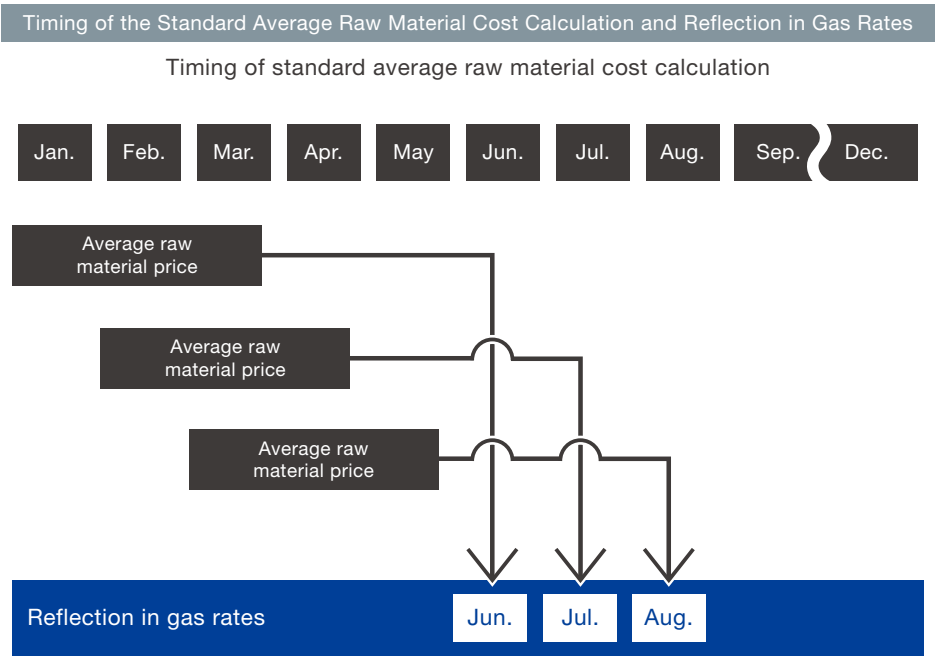 Timing of the Standard Average Raw Material Cost Calculation and Reflection in Gas Rates
Timing of standard average raw material cost calculation
Jan. Feb. Mar. Apr. May Jun. Jul. Aug. Sep. Dec.
Average raw
material price
Average raw
material price
Average raw
material price
Reflection in gas rates Jun. Jul. Aug.